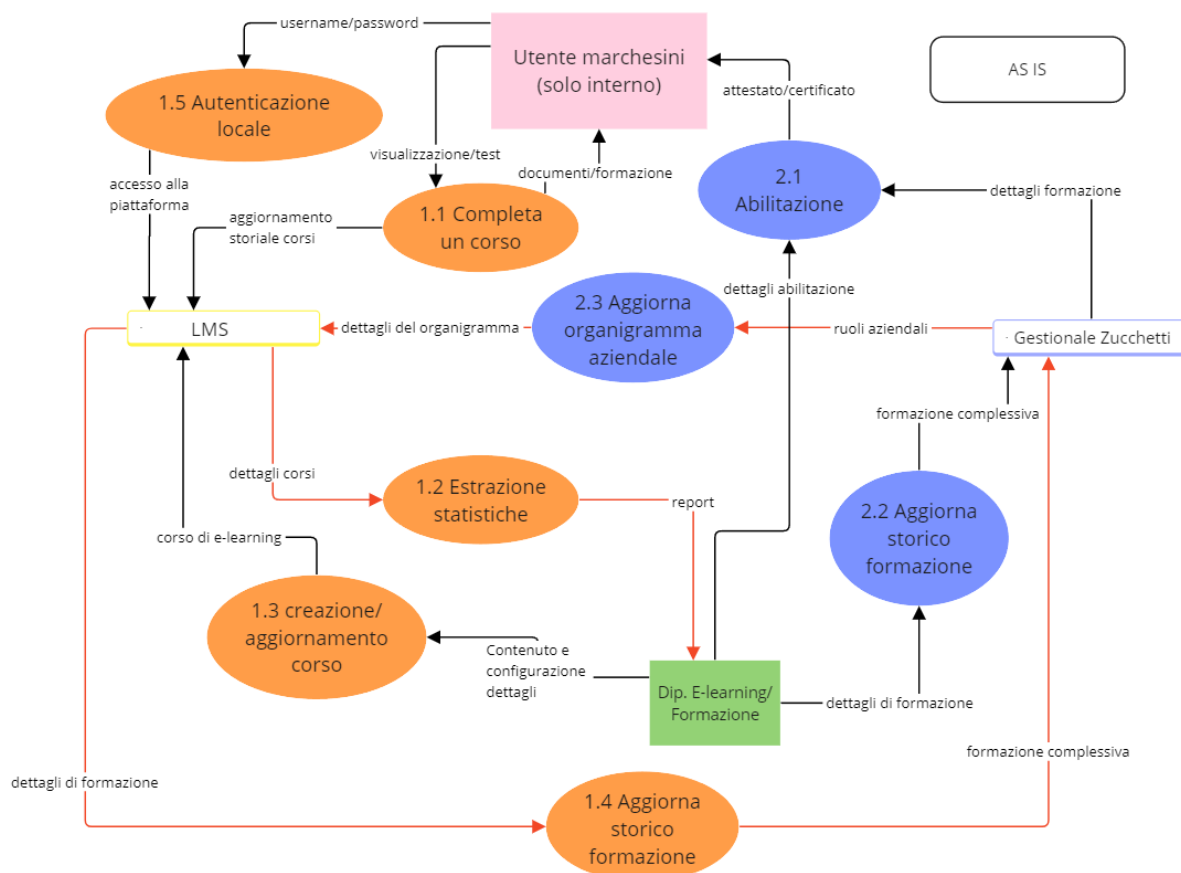 username/password
Utente marchesini
(solo interno)
AS IS
1.5 Autenticazione
locale
attestato/certificato
visualizzazione/test
documenti/formazione
accesso alla
piattaforma
2.1
Abilitazione
dettagli formazione
aggiornamento
storiale corsi
1.1 Completa
un corso
dettagli abilitazione
LMS
dettagli del organigramma
2.3 Aggiorna
organigramma
aziendale
ruoli aziendali
Gestionale Zucchetti
formazione complessiva
dettagli corsi
1.2 Estrazione
statistiche
report
2.2 Aggiorna
storico
formazione
corso di e-learning
1.3 creazione/
aggiornamento
corso
Contenuto e
configurazione
dettagli
Dip. E-learning/
Formazione
dettagli di formazione
formazione complessiva
dettagli di formazione
1.4 Aggiorna
storico
formazione